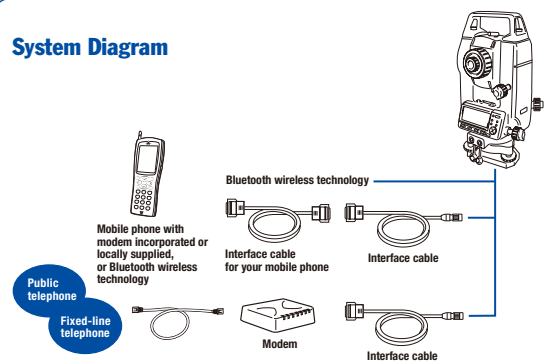 System Diagram
Bluetooth wireless technology
Mobile phone with
modem incorporated or
locally supplied,
or Bluetooth wireless
technology
Interface cable
for your mobile phone
Interface cable
Public
telephone
Fixed-line
telephone
Modem
Interface cable